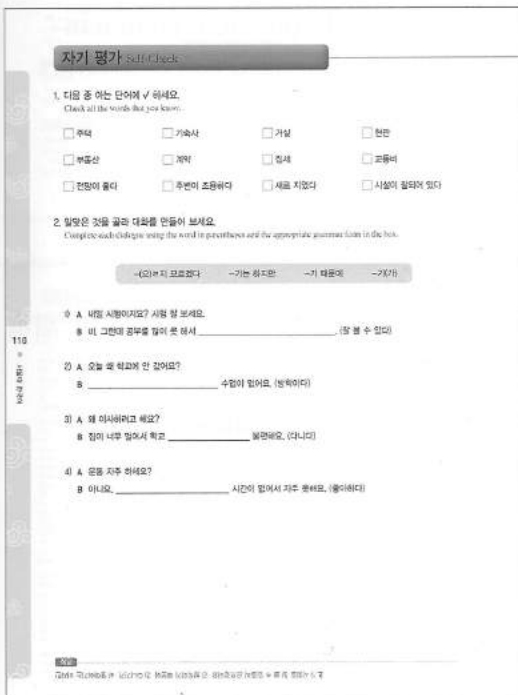 자기 평가 Self-Check
1. 다음 중 아는 단어에 √ 하세요.
Check all the words that you know.
주택 기숙사 거실 현관
부동산 계약 집세 교통비
전망이 좋다 주변이 조용하다 새로 지었다 시설이 잘되어 있다
2. 알맞은 것을 골라 대화를 만들어 보세요.
Complete each dialogue using the word in parentheses and the appropriate grammar form in the box.
-(으)ㄹ지 모르겠다 -기는 하지만 -기 때문에 -기(가)
1) A 내일 시험이지요? 시험 잘 보세요.
B 네. 그런데 공부를 많이 못 해서 . (잘 볼 수 있다)
2) A 오늘 왜 학교에 안 갔어요?
B 수업이 없어요. (방학이다)
3) A 왜 이사하려고 해요?
B 집이 너무 멀어서 학교 불편해요. (다니다)
4) A 운동 자주 하세요?
B 아니요. 시간이 없어서 자주 못해요. (좋아하다)
110